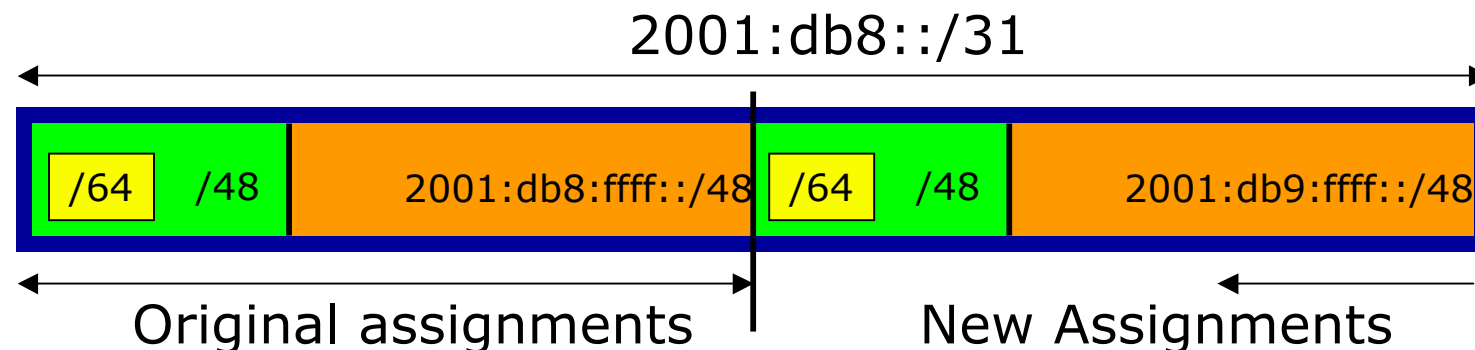 2001:db8::/31
/64 /48 2001:db8:ffff::/48 /64 /48 2001:db9:ffff::/48
Original assignments New Assignments